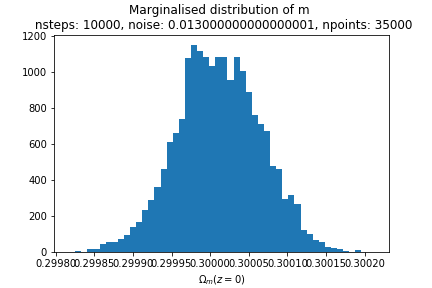 Marginalised distribution of m
nsteps: 10000, noise: 0.013000000000000001, npoints: 35000
1200
1000
800
600
400
200
0
0.29980 0.29985 0.29990 0.29995 0.30000 0.30005 0.30010 0.30015 0.30020
Ωm(z = 0)